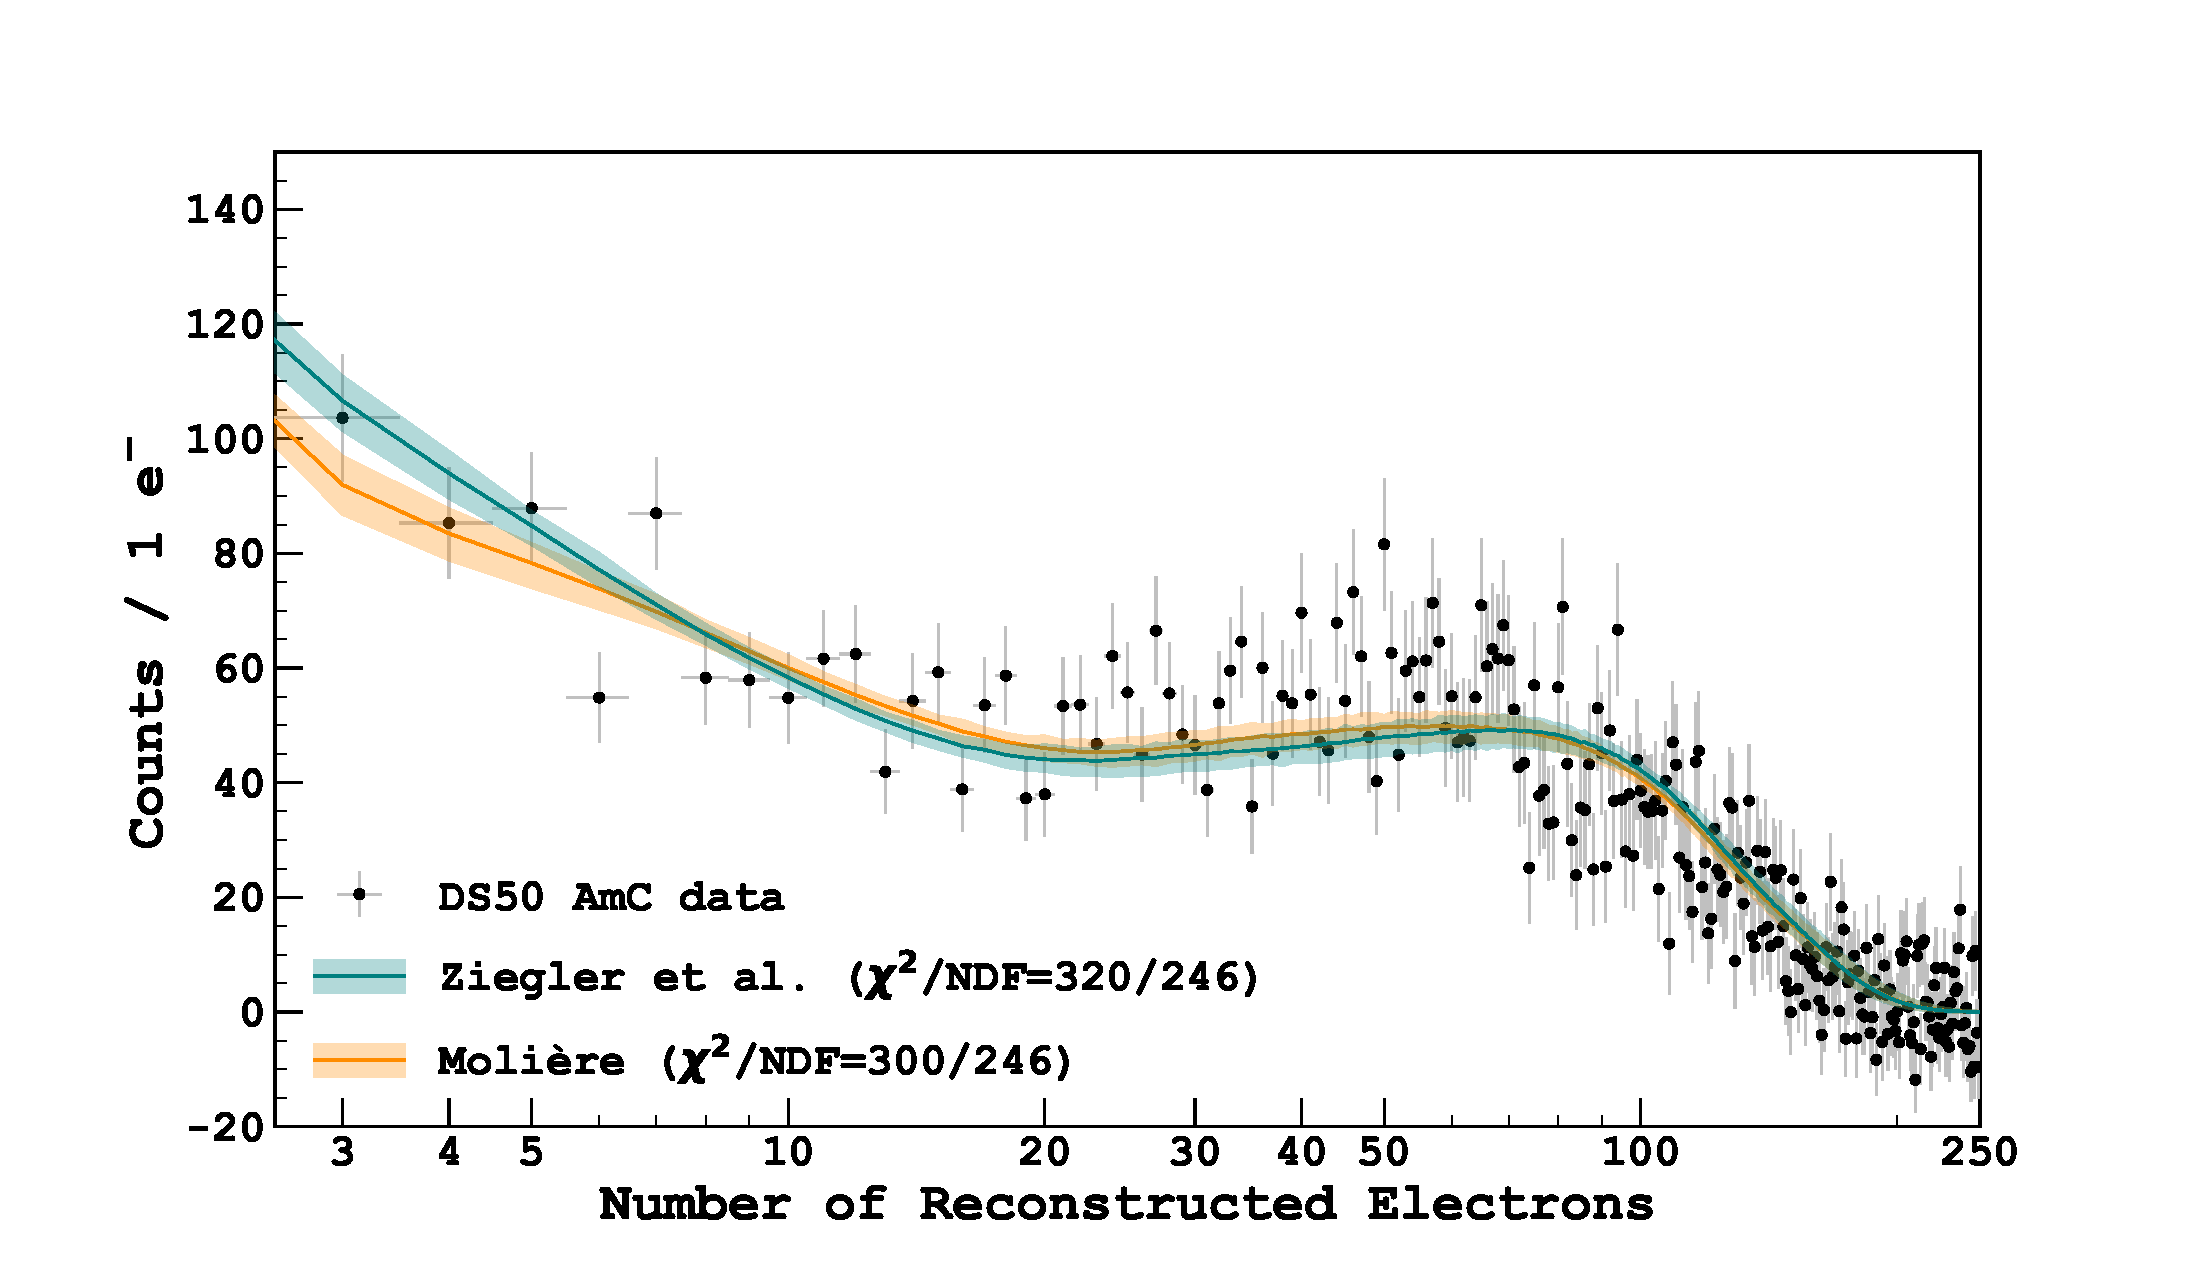 140
120
100
80
60
40
20
0
-20
Counts / 1 e⁻
DS50 AmC data
Ziegler et al. (χ²/NDF=320/246)
Molière (χ²/NDF=300/246)
3 4 5 10 20 30 40 50 100 250
Number of Reconstructed Electrons